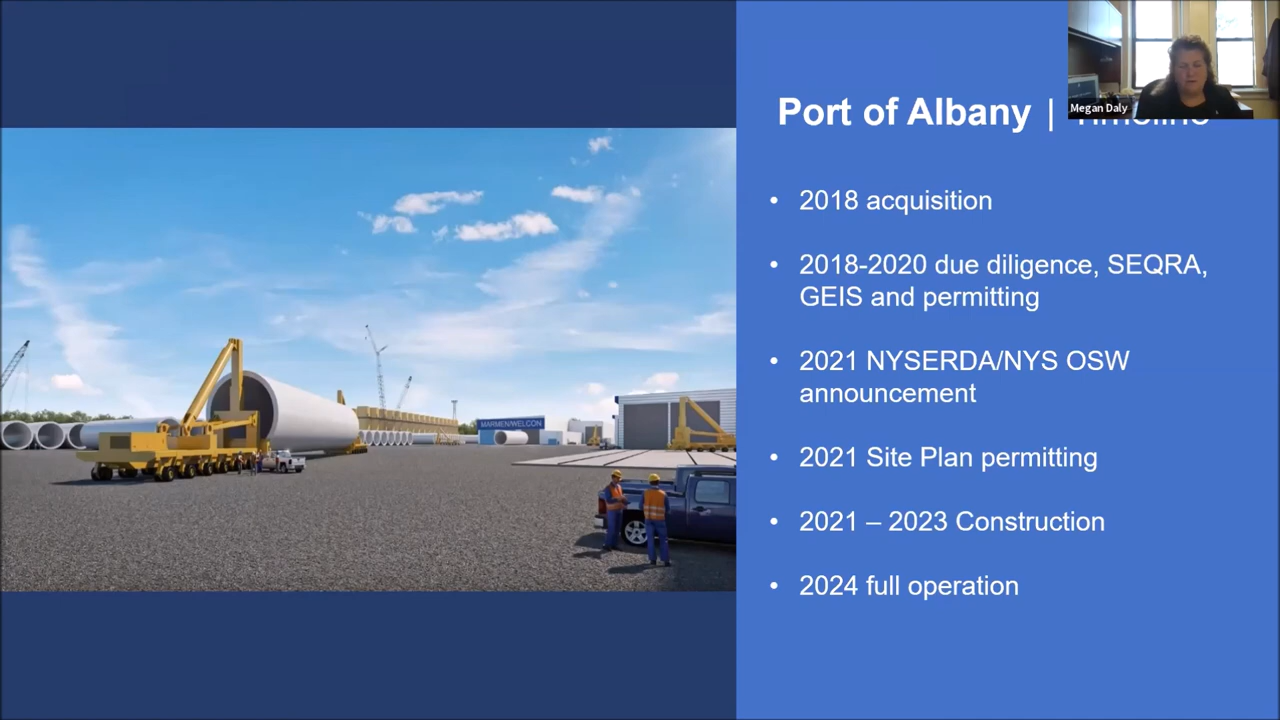 Megan Daly
Port of Albany | Timeline
• 2018 acquisition
• 2018-2020 due diligence, SEQRA,
GEIS and permitting
• 2021 NYSERDA/NYS OSW
announcement
• 2021 Site Plan permitting
• 2021 – 2023 Construction
• 2024 full operation
MARMEN/WELCON